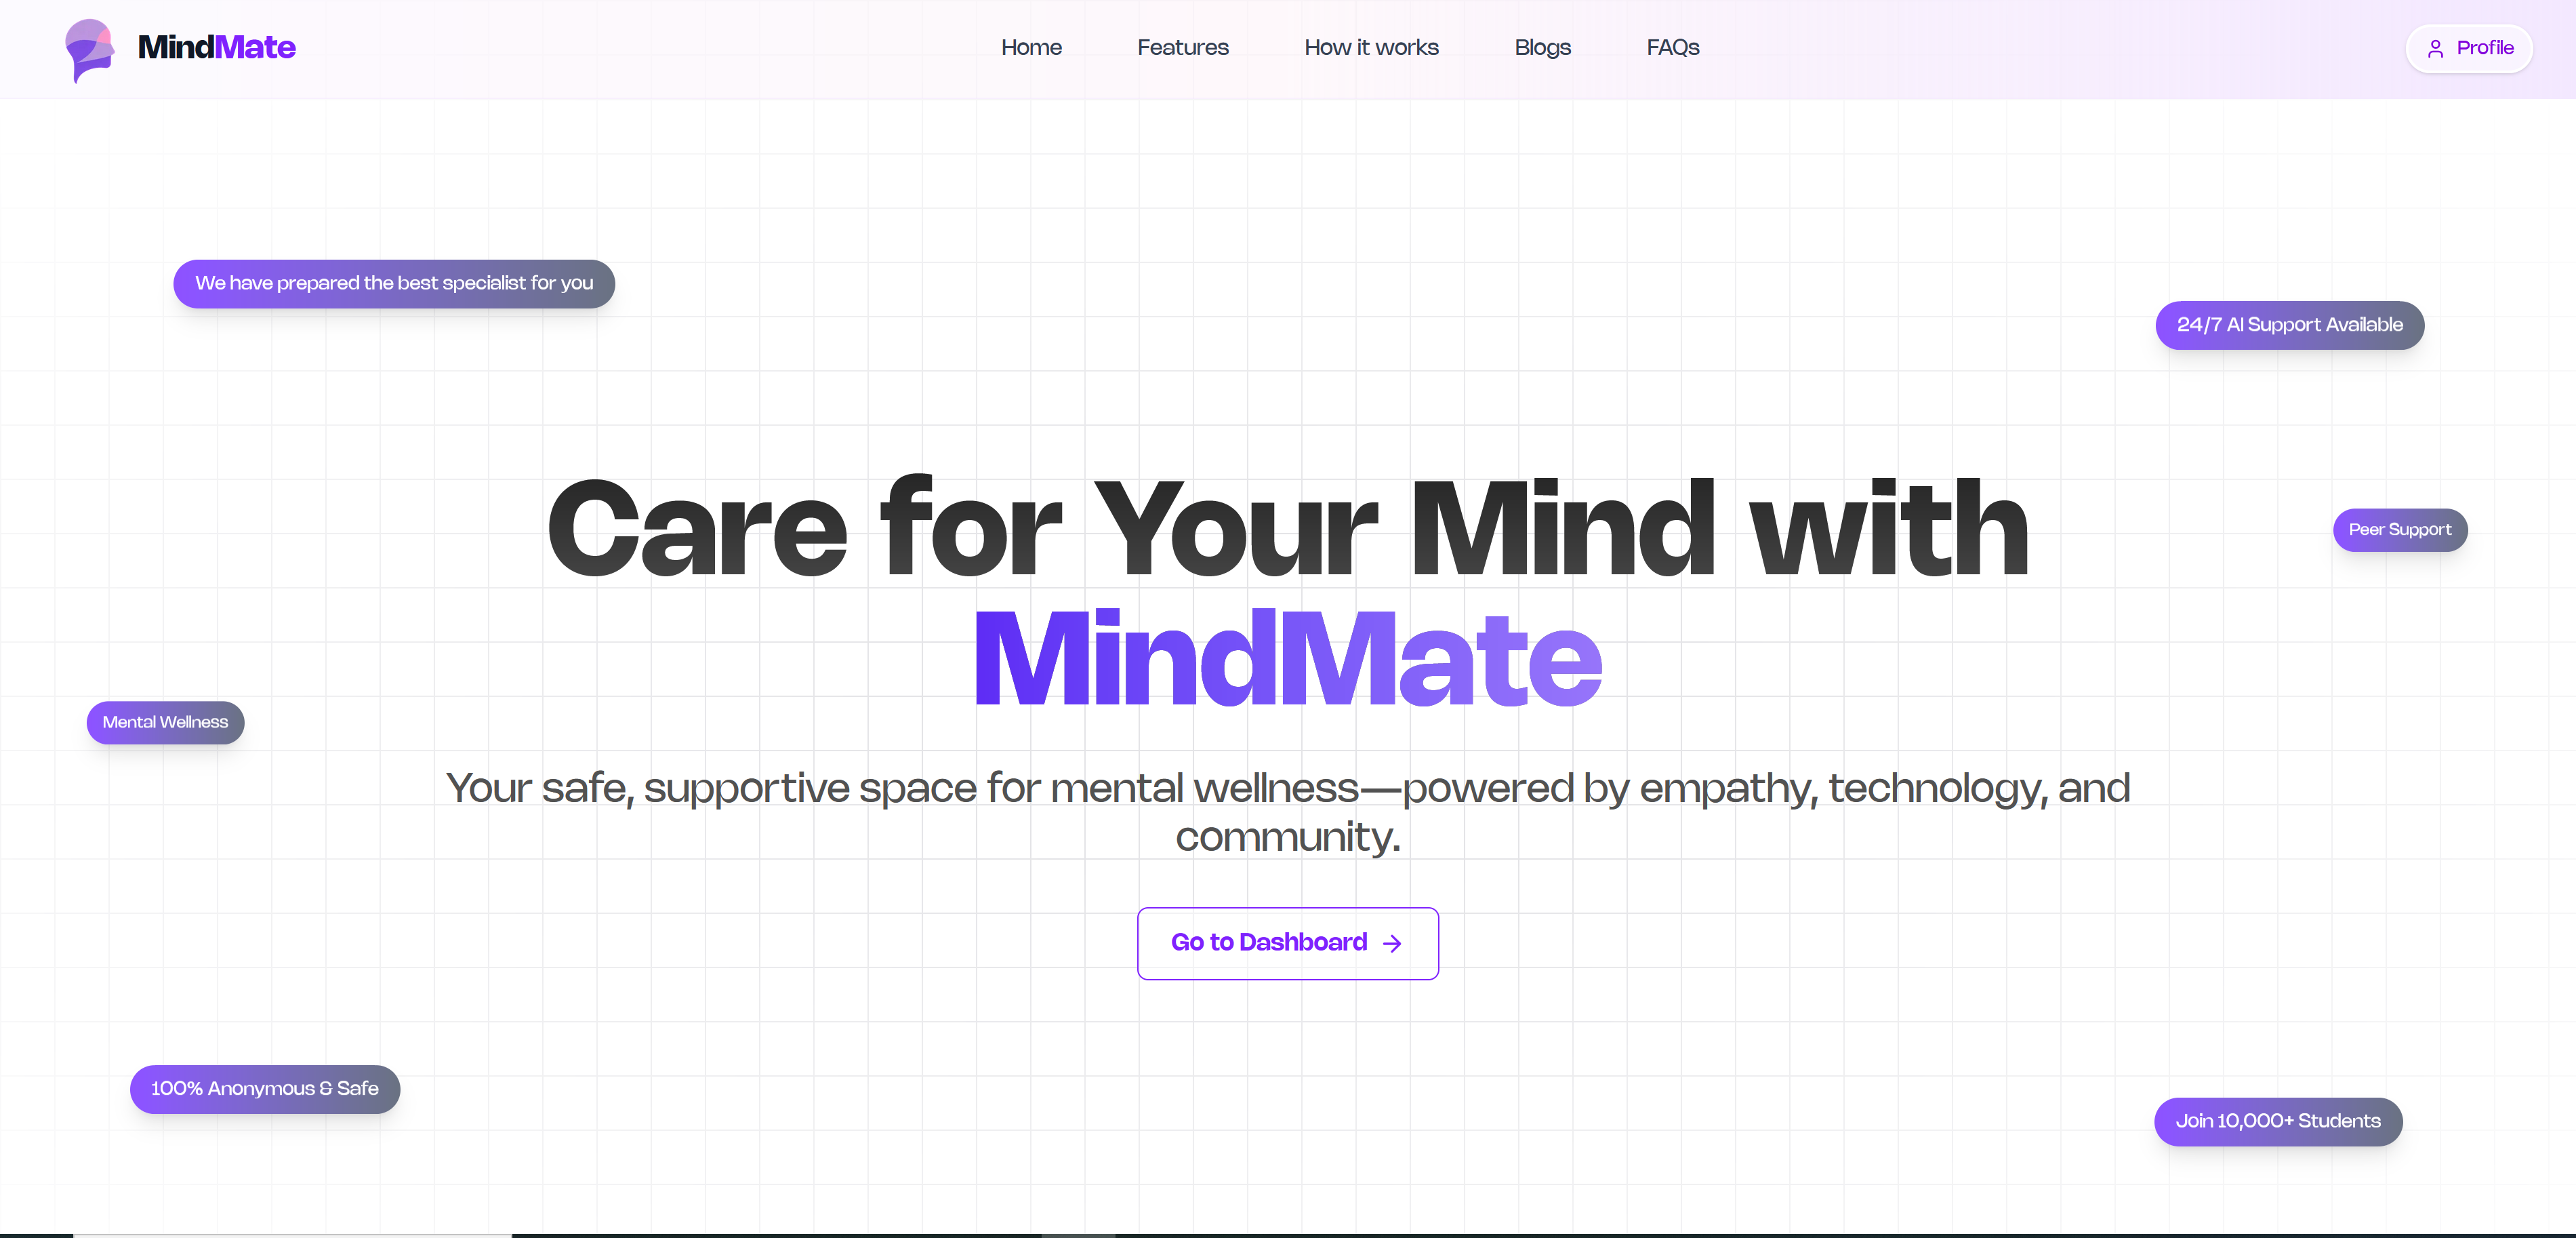 MindMate
Home
Features
How it works
Blogs
FAQs
Profile
We have prepared the best specialist for you
24/7 AI Support Available
Care for Your Mind with
MindMate
Peer Support
Mental Wellness
Your safe, supportive space for mental wellness—powered by empathy, technology, and
community.
Go to Dashboard
100% Anonymous & Safe
Join 10,000+ Students